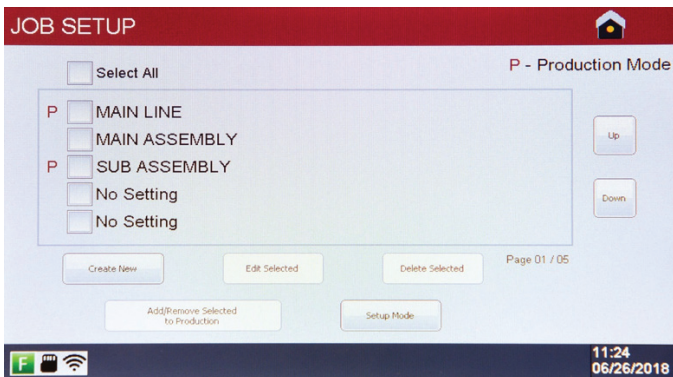 JOB SETUP
P - Production Mode
Select All
P MAIN LINE
MAIN ASSEMBLY
P SUB ASSEMBLY
No Setting
No Setting
Up
Down
Page 01 / 05
Create New
Edit Selected
Delete Selected
Add/Remove Selected
to Production
Setup Mode
F
11:24
06/26/2018